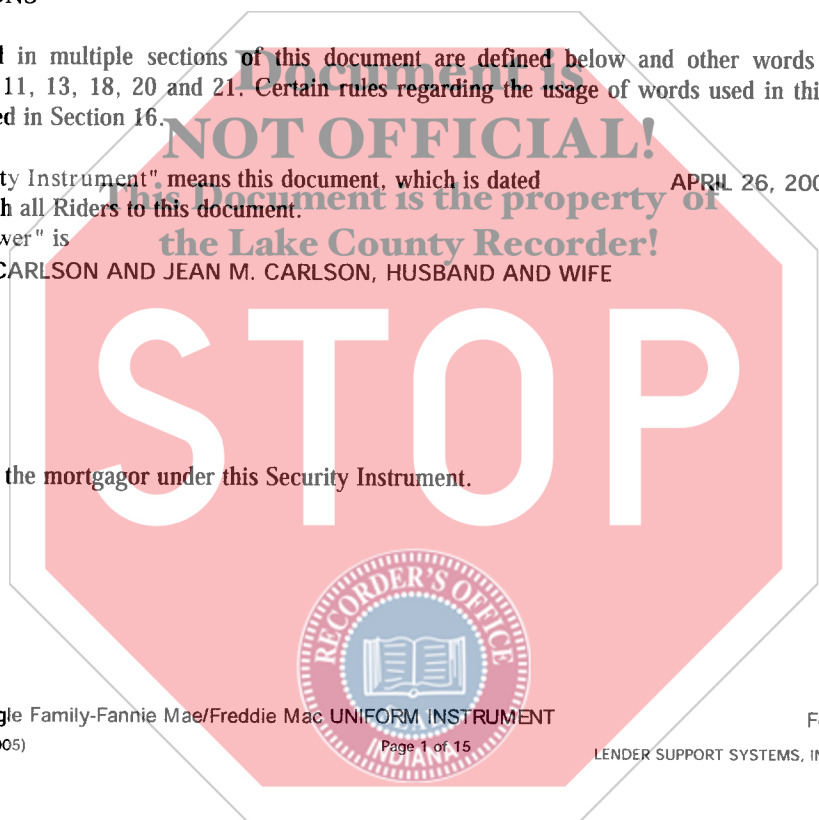 ONS
in multiple sections of this document are defined below and other words
11, 13, 18, 20 and 21. Certain rules regarding the usage of words used in thi
ed in Section 16.
Document is
NOT OFFICIAL!
This Document is the property of
the Lake County Recorder!
ty Instrument" means this document, which is dated APRIL 26, 200
h all Riders to this document.
wer" is
CARLSON AND JEAN M. CARLSON, HUSBAND AND WIFE
STOP
the mortgagor under this Security Instrument.
RECORDER'S OFFICE
INDIANA
gle Family-Fannie Mae/Freddie Mac UNIFORM INSTRUMENT
005) Page 1 of 15
LENDER SUPPORT SYSTEMS, IN